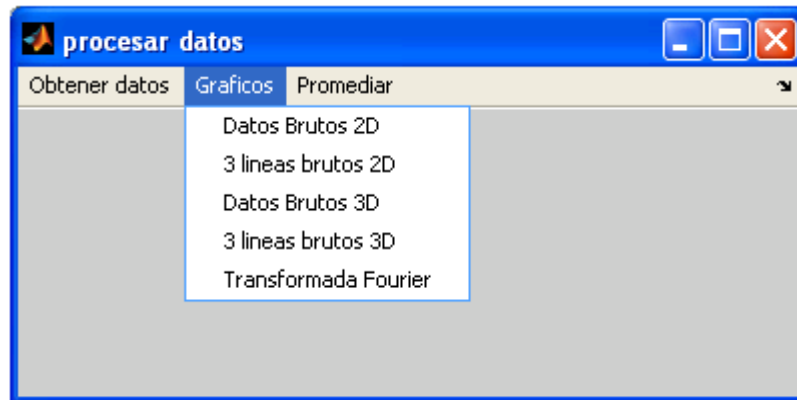 procesar datos
Obtener datos Graficos Promediar
Datos Brutos 2D
3 lineas brutos 2D
Datos Brutos 3D
3 lineas brutos 3D
Transformada Fourier